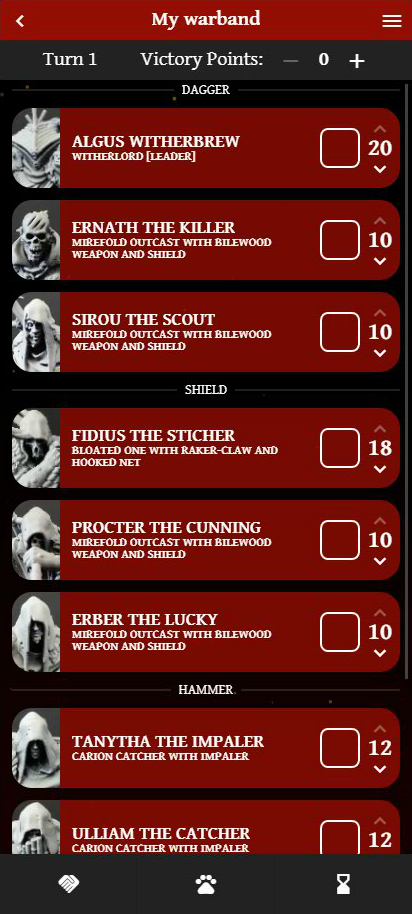 My warband
Turn 1 Victory Points: — 0 +
DAGGER
ALGUS WITHERBREW
WITHERLORD [LEADER]
20
ERNATH THE KILLER
MIREFOLD OUTCAST WITH BILEWOOD
WEAPON AND SHIELD
10
SIROU THE SCOUT
MIREFOLD OUTCAST WITH BILEWOOD
WEAPON AND SHIELD
10
SHIELD
FIDIUS THE STICHER
BLOATED ONE WITH RAKER-CLAW AND
HOOKED NET
18
PROCTER THE CUNNING
MIREFOLD OUTCAST WITH BILEWOOD
WEAPON AND SHIELD
10
ERBER THE LUCKY
MIREFOLD OUTCAST WITH BILEWOOD
WEAPON AND SHIELD
10
HAMMER
TANYTHA THE IMPALER
CARION CATCHER WITH IMPALER
12
ULLIAM THE CATCHER
CARION CATCHER WITH IMPALER
12